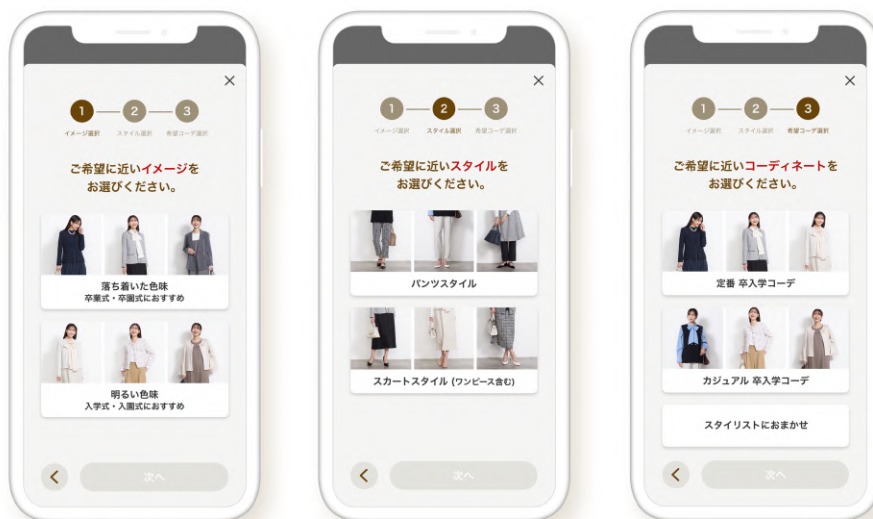 ×
1
2
3
イメージ選択
スタイル選択
希望コーデ選択
ご希望に近いイメージを
お選びください。
落ち着いた色味
卒業式・卒園式におすすめ
明るい色味
入学式・入園式におすすめ
次へ
×
1
2
3
イメージ選択
スタイル選択
希望コーデ選択
ご希望に近いスタイルを
お選びください。
パンツスタイル
スカートスタイル (ワンピース含む)
次へ
×
1
2
3
イメージ選択
スタイル選択
希望コーデ選択
ご希望に近いコーディネートを
お選びください。
定番 卒入学コーデ
カジュアル 卒入学コーデ
スタイリストにおまかせ
次へ